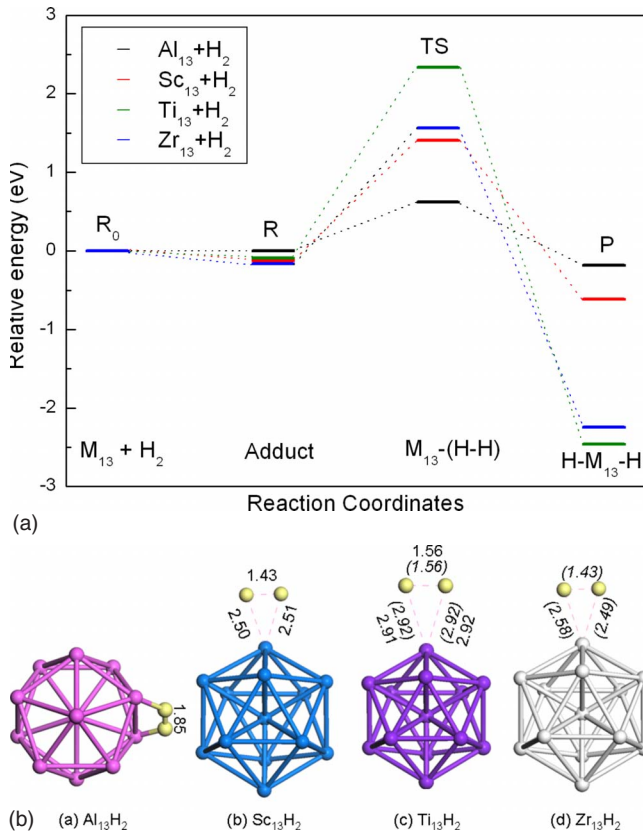 3
2
1
0
-1
-2
-3
Relative energy (eV)
Al₁₃+H₂
Sc₁₃+H₂
Ti₁₃+H₂
Zr₁₃+H₂
TS
R₀
R
P
M₁₃ + H₂
Adduct
M₁₃-(H-H)
H-M₁₃-H
Reaction Coordinates
(a)
1.85
1.43
2.50
2.51
1.56
(1.56)
(2.92)
2.91
(2.92)
2.92
(1.43)
(2.58)
(2.49)
(b)
(a) Al₁₃H₂
(b) Sc₁₃H₂
(c) Ti₁₃H₂
(d) Zr₁₃H₂